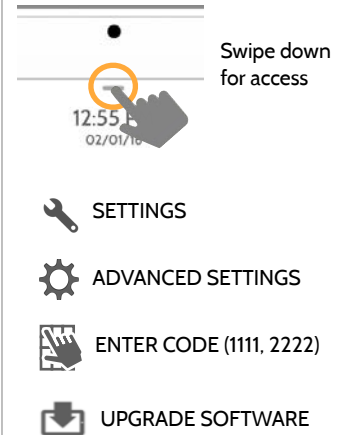 Swipe down
for access
12:55
02/01/16
SETTINGS
ADVANCED SETTINGS
ENTER CODE (1111, 2222)
UPGRADE SOFTWARE